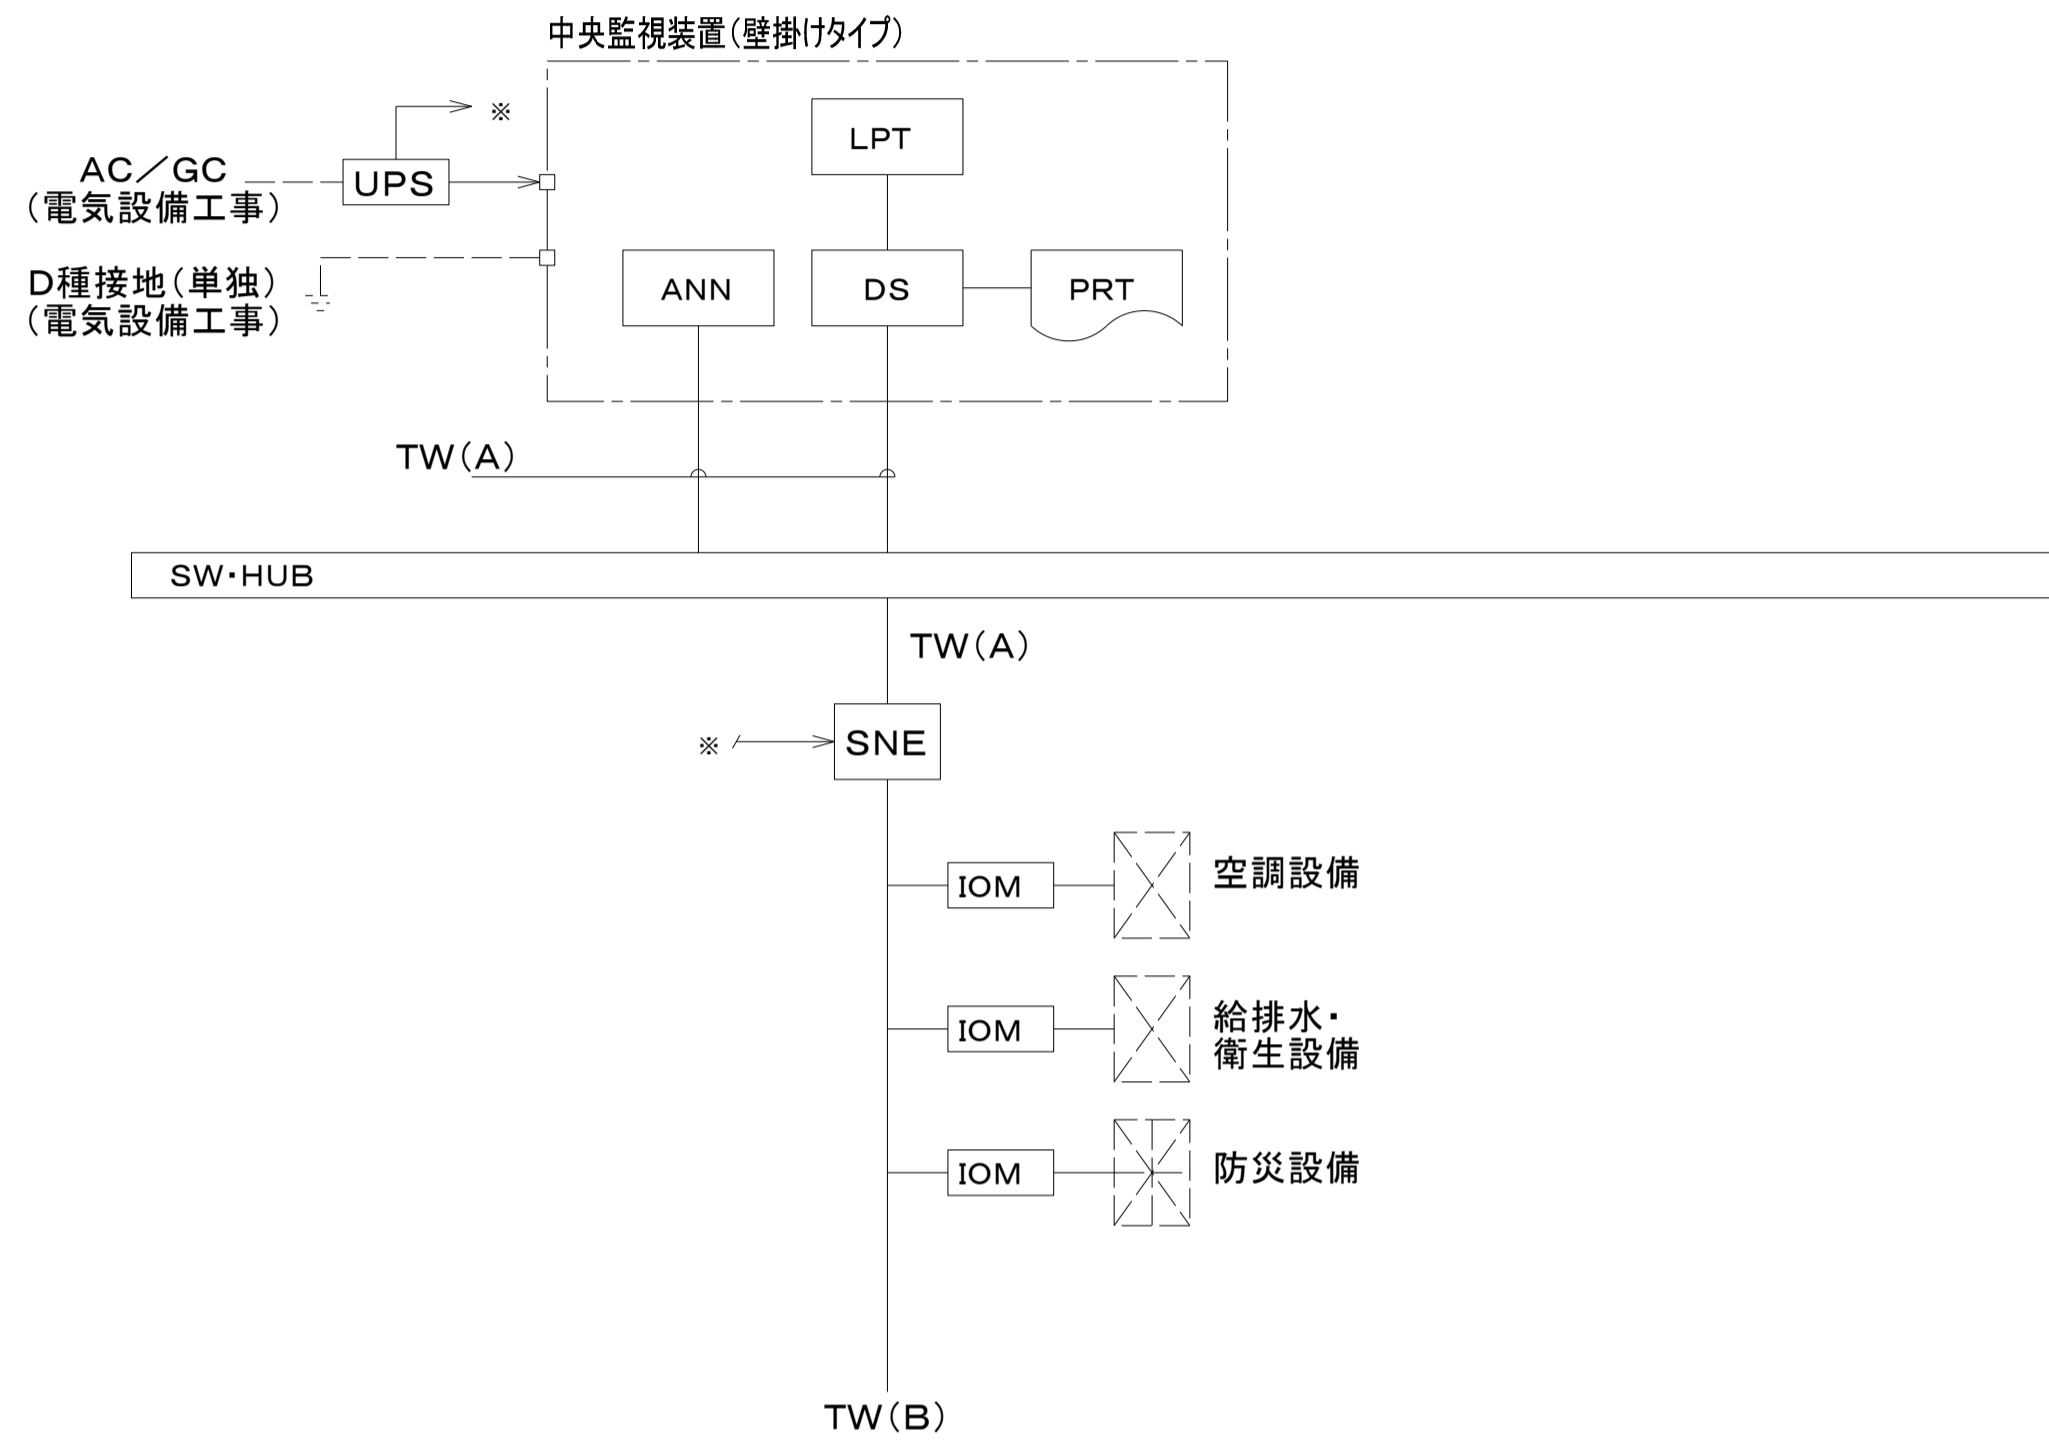 中央監視装置(壁掛けタイプ)
※
LPT
AC／GC
(電気設備工事)
UPS
D種接地(単独)
(電気設備工事)
ANN
DS
PRT
TW(A)
SW・HUB
TW(A)
※
SNE
IOM
空調設備
IOM
給排水・
衛生設備
IOM
防災設備
TW(B)